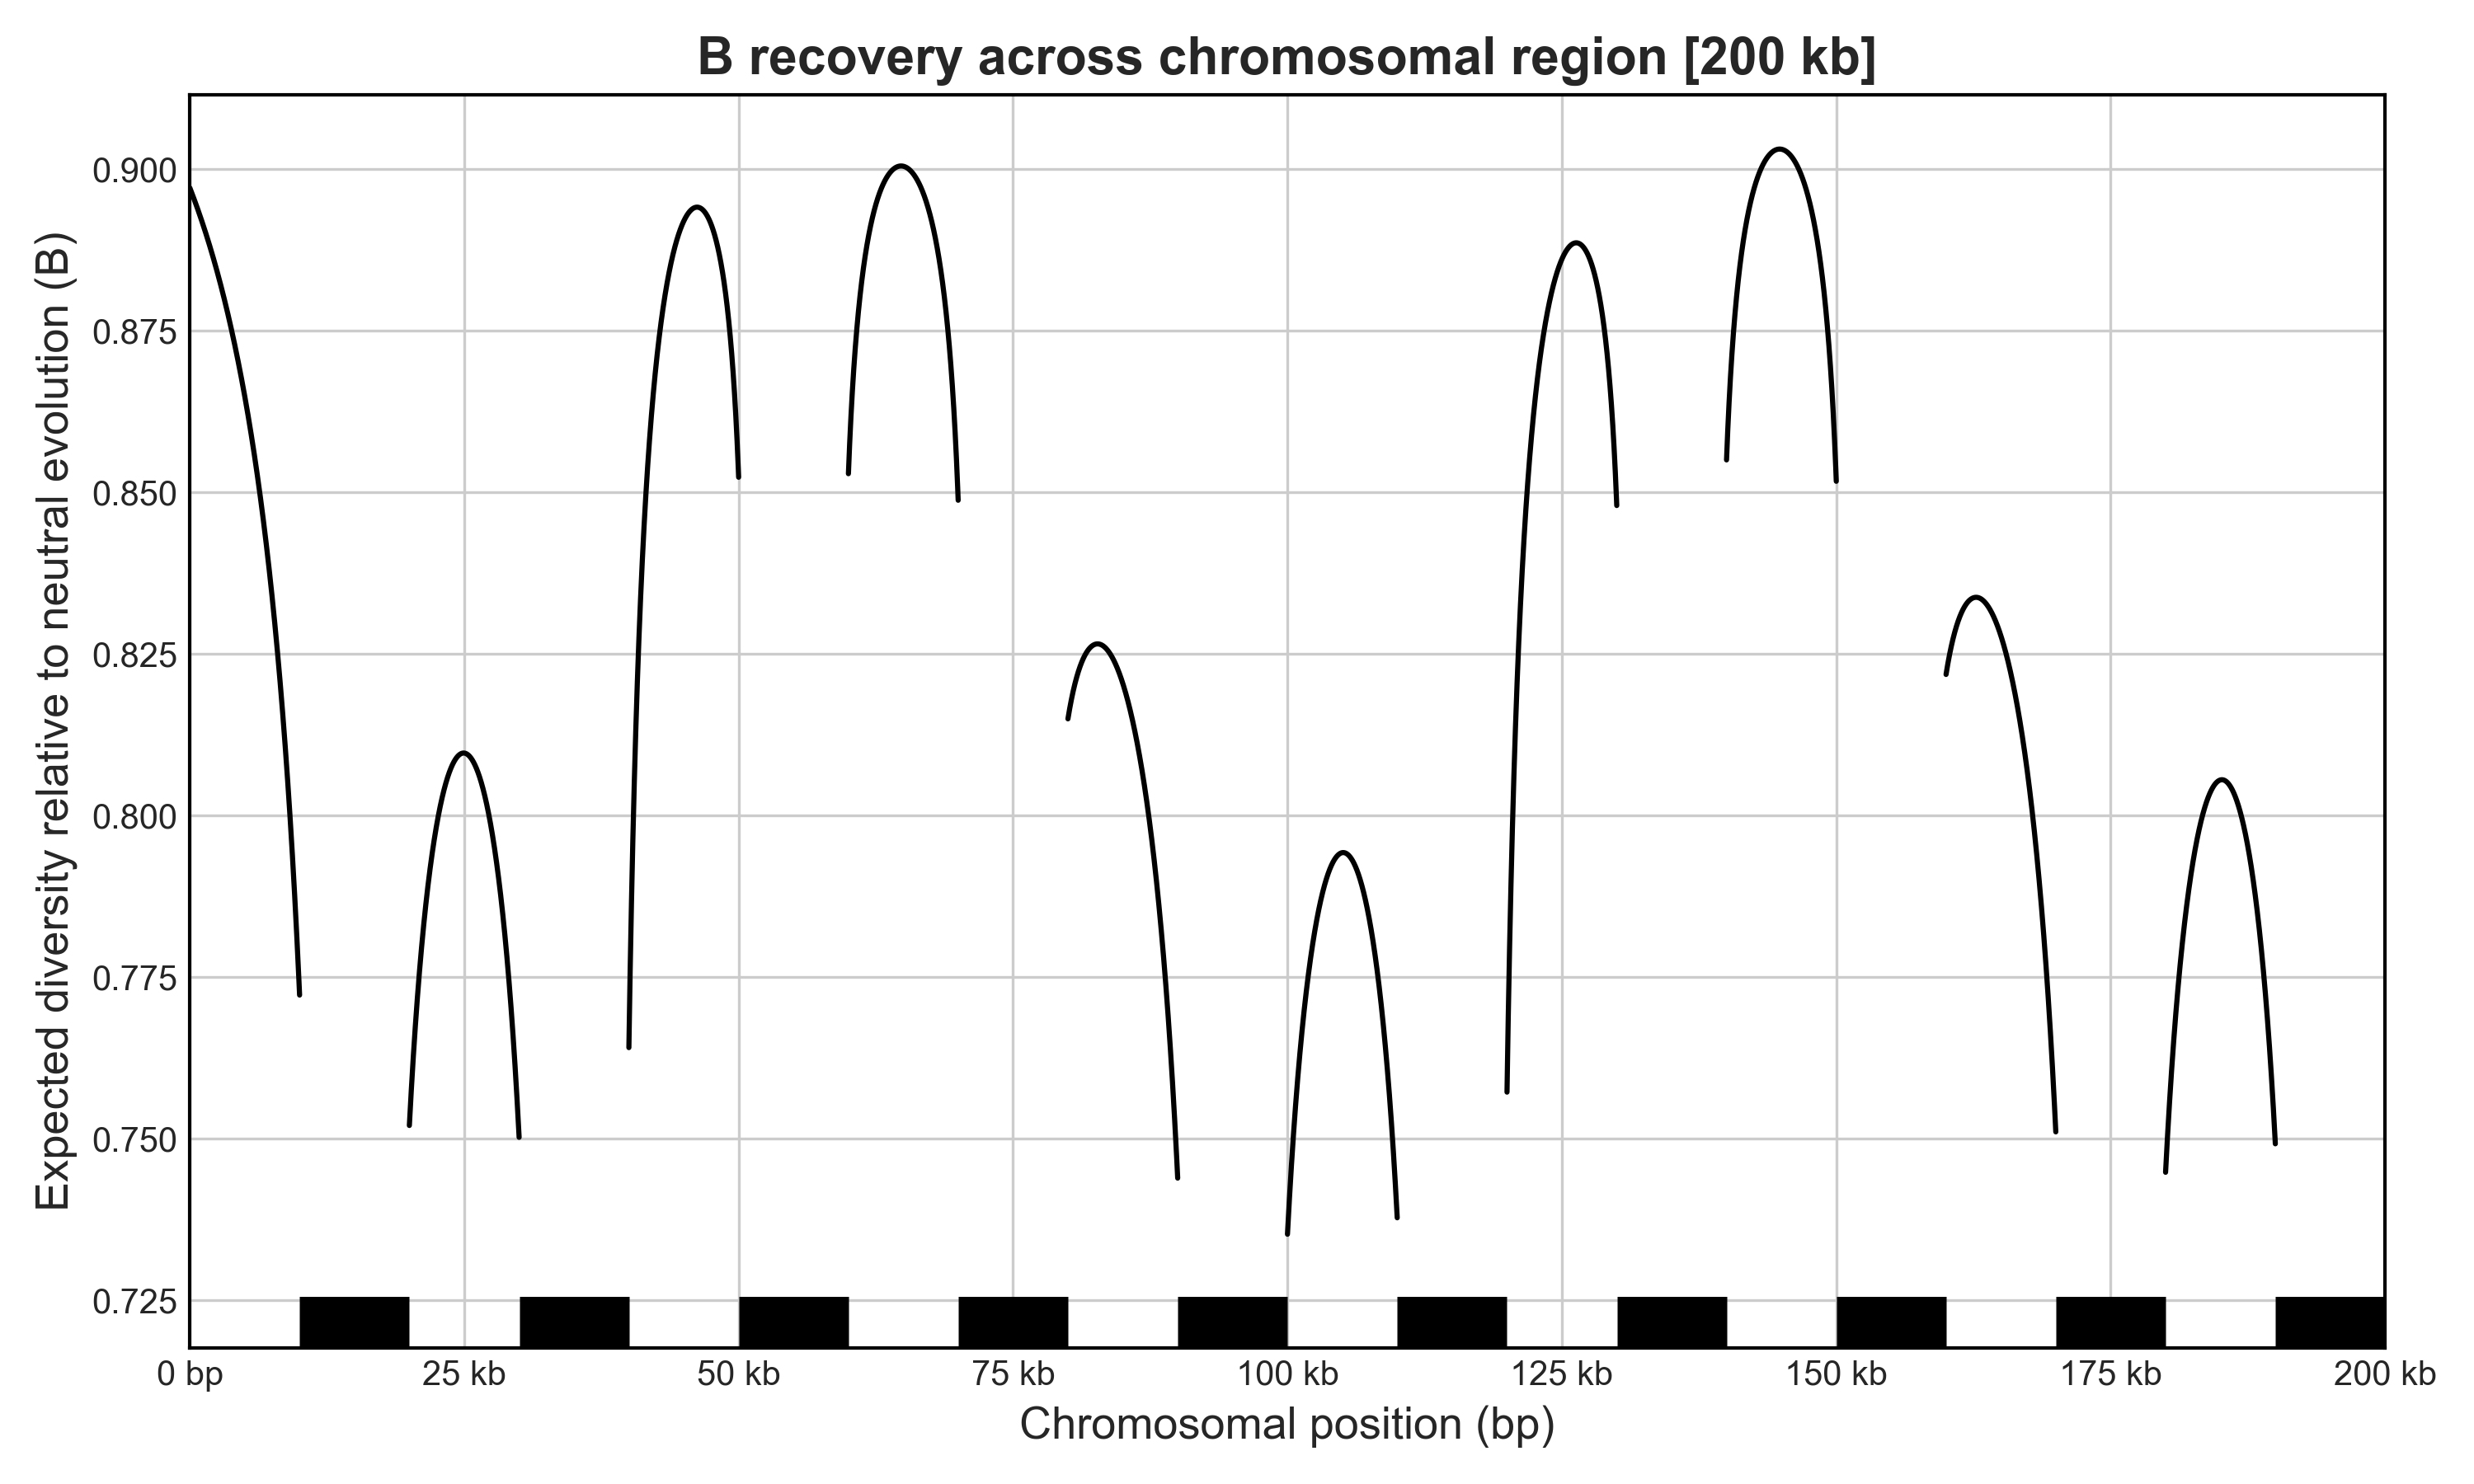 B recovery across chromosomal region [200 kb]
Expected diversity relative to neutral evolution (B)
0.900
0.875
0.850
0.825
0.800
0.775
0.750
0.725
0 bp 25 kb 50 kb 75 kb 100 kb 125 kb 150 kb 175 kb 200 kb
Chromosomal position (bp)